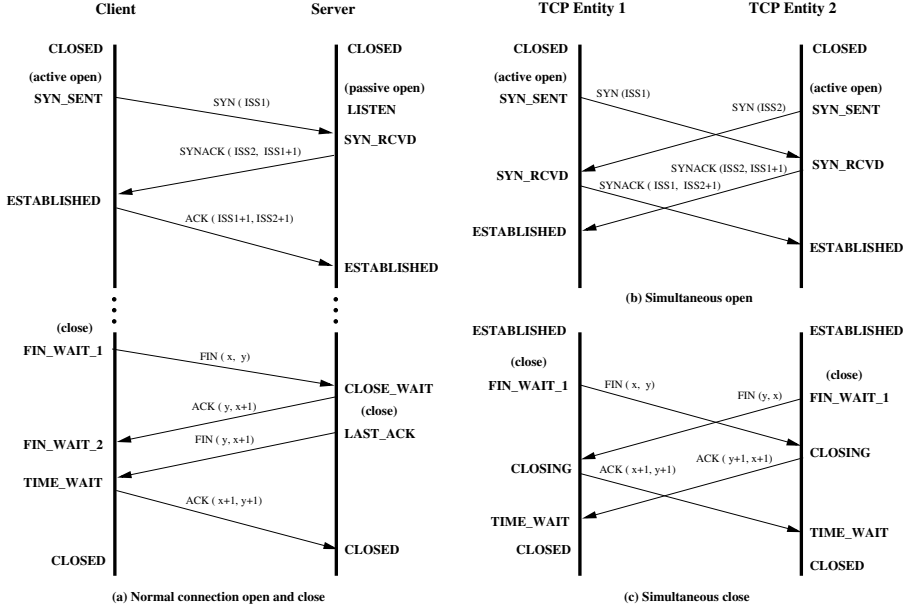 Client
Server
CLOSED
CLOSED
(active open)
SYN_SENT
(passive open)
LISTEN
SYN ( ISS1)
SYN_RCVD
SYNACK ( ISS2, ISS1+1)
ESTABLISHED
ACK ( ISS1+1, ISS2+1)
ESTABLISHED
(close)
FIN_WAIT_1
FIN ( x, y)
CLOSE_WAIT
ACK ( y, x+1)
(close)
FIN_WAIT_2
FIN ( y, x+1)
LAST_ACK
TIME_WAIT
ACK ( x+1, y+1)
CLOSED
CLOSED
(a) Normal connection open and close
TCP Entity 1
TCP Entity 2
CLOSED
CLOSED
(active open)
SYN_SENT
SYN (ISS1)
(active open)
SYN (ISS2)
SYN_SENT
SYN_RCVD
SYNACK (ISS2, ISS1+1)
SYN_RCVD
SYNACK (ISS1, ISS2+1)
ESTABLISHED
ESTABLISHED
(b) Simultaneous open
ESTABLISHED
ESTABLISHED
(close)
FIN_WAIT_1
FIN ( x, y)
(close)
FIN (y, x)
FIN_WAIT_1
CLOSING
CLOSING
ACK ( x+1, y+1)
ACK ( y+1, x+1)
TIME_WAIT
TIME_WAIT
CLOSED
CLOSED
(c) Simultaneous close